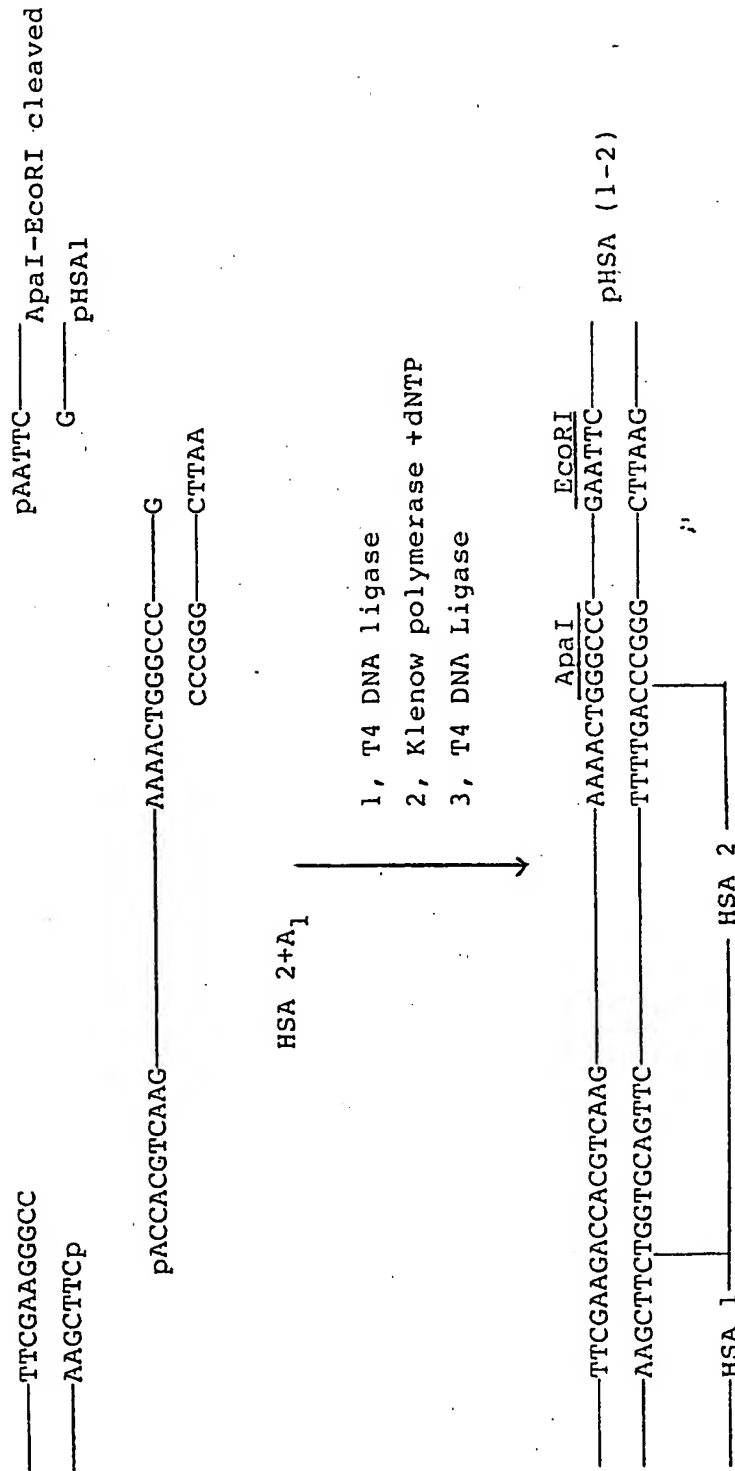 TTCGAAGGGCC pAATTC
AAGCTTCp ApaI-EcoRI cleaved
G pHSA1
pACCACGTCAAG AAAACTGGGCCC G
CCCGGG CTTAA
HSA 2+A1
1, T4 DNA ligase
2, Klenow polymerase +dNTP
3, T4 DNA Ligase
ApaI EcoRI
TTCGAAGACCACGTCAAG AAAACTGGGCCC GAATTC
pHSA (1-2)
AAGCTTCTGGTGCAGTTC TTTTGACCCGGG CTTAAG
HSA 1 HSA 2